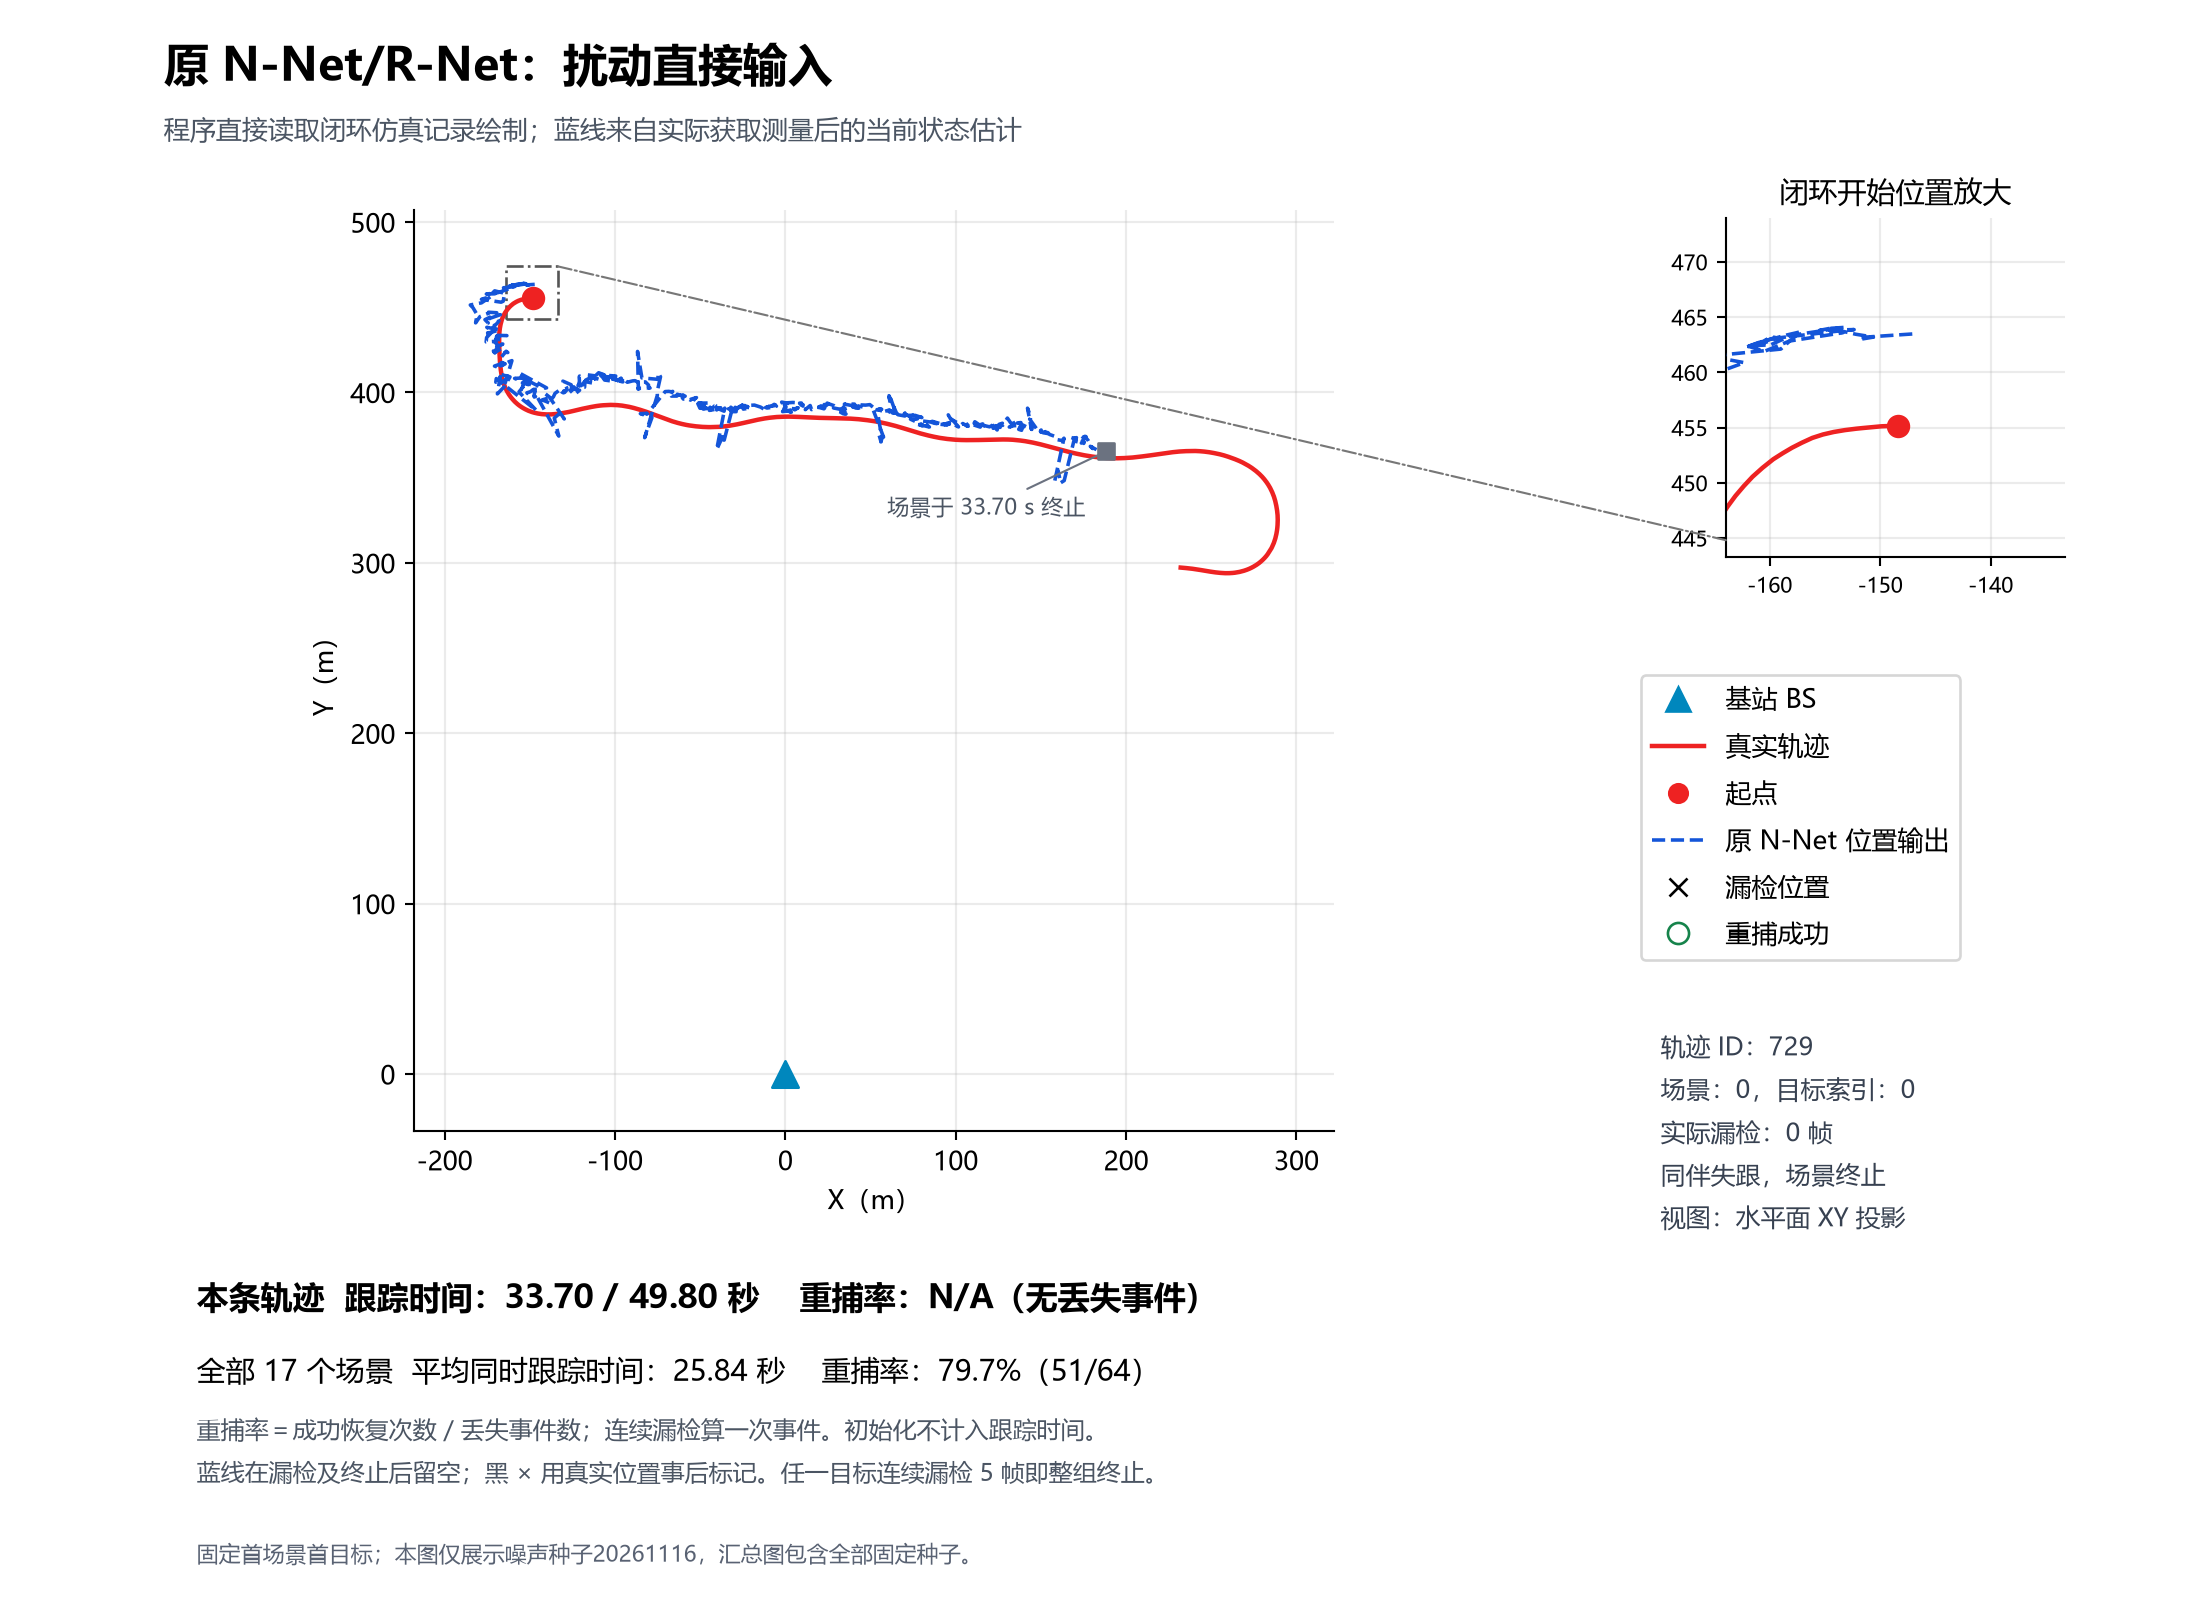 原 N-Net/R-Net：扰动直接输入
程序直接读取闭环仿真记录绘制；蓝线来自实际获取测量后的当前状态估计
闭环开始位置放大
500
400
300
200
100
0
Y（m）
-200
-100
0
100
200
300
X（m）
场景于 33.70 s 终止
470
465
460
455
450
445
-160
-150
-140
基站 BS
真实轨迹
起点
原 N-Net 位置输出
漏检位置
重捕成功
轨迹 ID：729
场景：0，目标索引：0
实际漏检：0 帧
同伴失跟，场景终止
视图：水平面 XY 投影
本条轨迹 跟踪时间：33.70 / 49.80 秒 重捕率：N/A（无丢失事件）
全部 17 个场景 平均同时跟踪时间：25.84 秒 重捕率：79.7%（51/64）
重捕率 = 成功恢复次数 / 丢失事件数；连续漏检算一次事件。初始化不计入跟踪时间。
蓝线在漏检及终止后留空；黑 × 用真实位置事后标记。任一目标连续漏检 5 帧即整组终止。
固定首场景首目标；本图仅展示噪声种子20261116，汇总图包含全部固定种子。